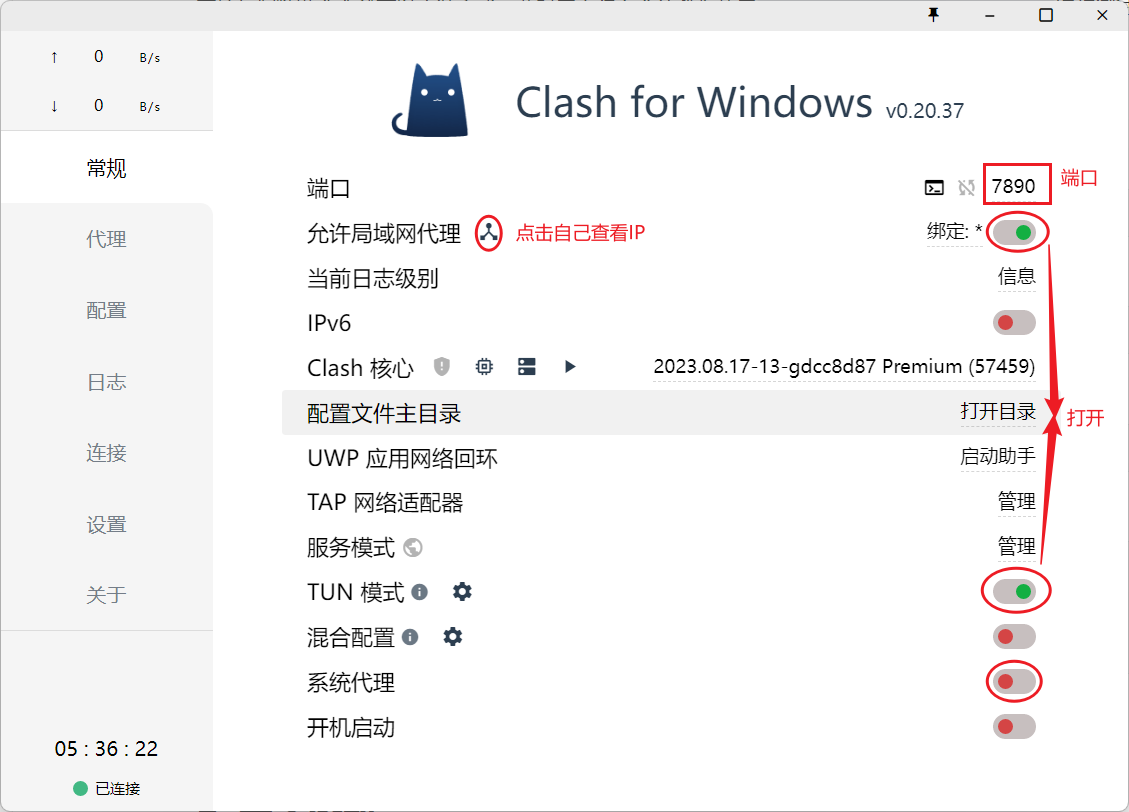 ↑ 0 B/s
↓ 0 B/s
常规
代理
配置
日志
连接
设置
关于
05 : 36 : 22
已连接
Clash for Windows v0.20.37
端口 7890 端口
允许局域网代理 点击自己查看IP 绑定: *
当前日志级别 信息
IPv6
Clash 核心 2023.08.17-13-gdcc8d87 Premium (57459)
配置文件主目录 打开目录 打开
UWP 应用网络回环 启动助手
TAP 网络适配器 管理
服务模式 管理
TUN 模式
混合配置
系统代理
开机启动